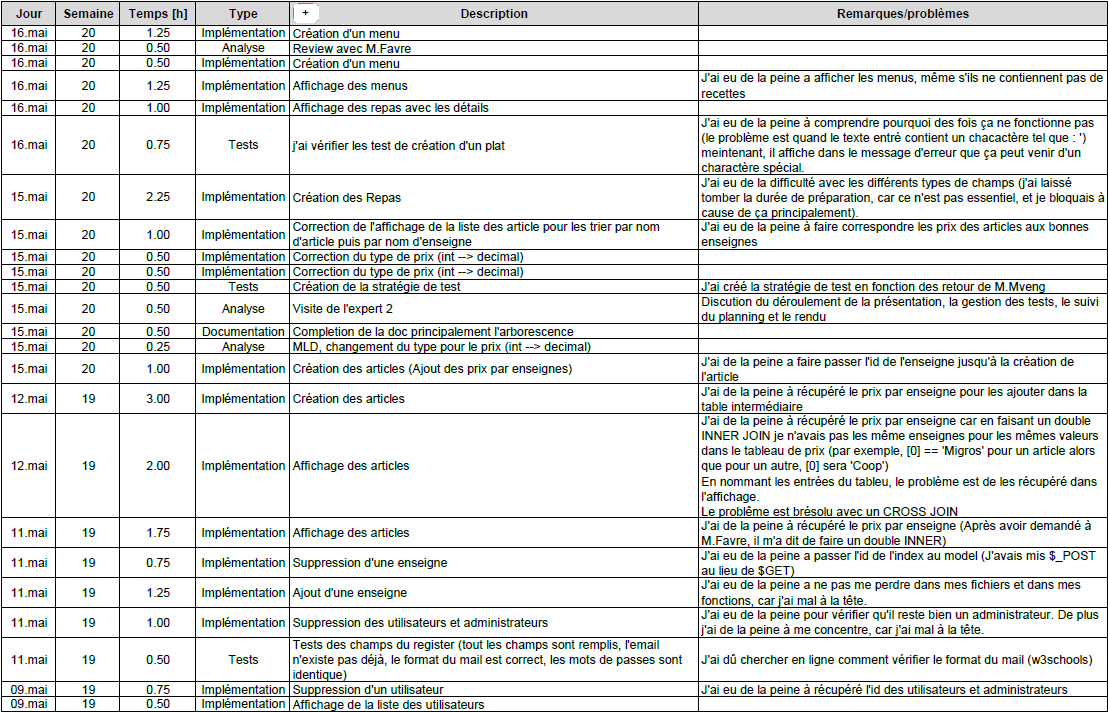 Jour Semaine Temps [h] Type + Description Remarques/problèmes
16.mai 20 1.25 Implémentation Création d'un menu
16.mai 20 0.50 Analyse Review avec M.Favre
16.mai 20 0.50 Implémentation Création d'un menu
16.mai 20 1.25 Implémentation Affichage des menus J'ai eu de la peine a afficher les menus, même s'ils ne contiennent pas de
recettes
16.mai 20 1.00 Implémentation Affichage des repas avec les détails
16.mai 20 0.75 Tests j'ai vérifier les test de création d'un plat J'ai eu de la peine à comprendre pourquoi des fois ça ne fonctionne pas
(le problème est quand le texte entré contient un chacactère tel que : ')
meintenant, il affiche dans le message d'erreur que ça peut venir d'un
charactère spécial.
15.mai 20 2.25 Implémentation Création des Repas J'ai eu de la difficulté avec les différents types de champs (j'ai laissé
tomber la durée de préparation, car ce n'est pas essentiel, et je bloquais à
cause de ça principalement).
15.mai 20 1.00 Implémentation Correction de l'affichage de la liste des article pour les trier par nom
d'article puis par nom d'enseigne J'ai eu de la peine à faire correspondre les prix des articles aux bonnes
enseignes
15.mai 20 0.50 Implémentation Correction du type de prix (int --> decimal)
15.mai 20 0.50 Implémentation Correction du type de prix (int --> decimal)
15.mai 20 0.50 Tests Création de la stratégie de test J'ai créé la stratégie de test en fonction des retour de M.Mveng
15.mai 20 0.50 Analyse Visite de l'expert 2 Discution du déroulement de la présentation, la gestion des tests, le suivi
du planning et le rendu
15.mai 20 0.50 Documentation Completion de la doc principalement l'arborescence
15.mai 20 0.25 Analyse MLD, changement du type pour le prix (int --> decimal)
15.mai 20 1.00 Implémentation Création des articles (Ajout des prix par enseignes) J'ai de la peine a faire passer l'id de l'enseigne jusqu'à la création de
l'article
12.mai 19 3.00 Implémentation Création des articles J'ai de la peine à récupéré le prix par enseigne pour les ajouter dans la
table intermédiaire
12.mai 19 2.00 Implémentation Affichage des articles J'ai de la peine à récupéré le prix par enseigne car en faisant un double
INNER JOIN je n'avais pas les même enseignes pour les mêmes valeurs
dans le tableau de prix (par exemple, [0] == 'Migros' pour un article alors
que pour un autre, [0] sera 'Coop')
En nommant les entrées du tableu, le problème est de les récupéré dans
l'affichage.
Le problême est brésolu avec un CROSS JOIN
11.mai 19 1.75 Implémentation Affichage des articles J'ai de la peine à récupéré le prix par enseigne (Après avoir demandé à
M.Favre, il m'a dit de faire un double INNER)
11.mai 19 0.75 Implémentation Suppression d'une enseigne J'ai eu de la peine a passer l'id de l'index au model (J'avais mis $_POST
au lieu de $GET)
11.mai 19 1.25 Implémentation Ajout d'une enseigne J'ai eu de la peine a ne pas me perdre dans mes fichiers et dans mes
fonctions, car j'ai mal à la tête.
11.mai 19 1.00 Implémentation Suppression des utilisateurs et administrateurs J'ai eu de la peine pour vérifier qu'il reste bien un administrateur. De plus
j'ai de la peine à me concentre, car j'ai mal à la tête.
11.mai 19 0.50 Tests Tests des champs du register (tout les champs sont remplis, l'email
n'existe pas déjà, le format du mail est correct, les mots de passes sont
identique) J'ai dû chercher en ligne comment vérifier le format du mail (w3schools)
09.mai 19 0.75 Implémentation Suppression d'un utilisateur J'ai eu de la peine à récupéré l'id des utilisateurs et administrateurs
09.mai 19 0.50 Implémentation Affichage de la liste des utilisateurs